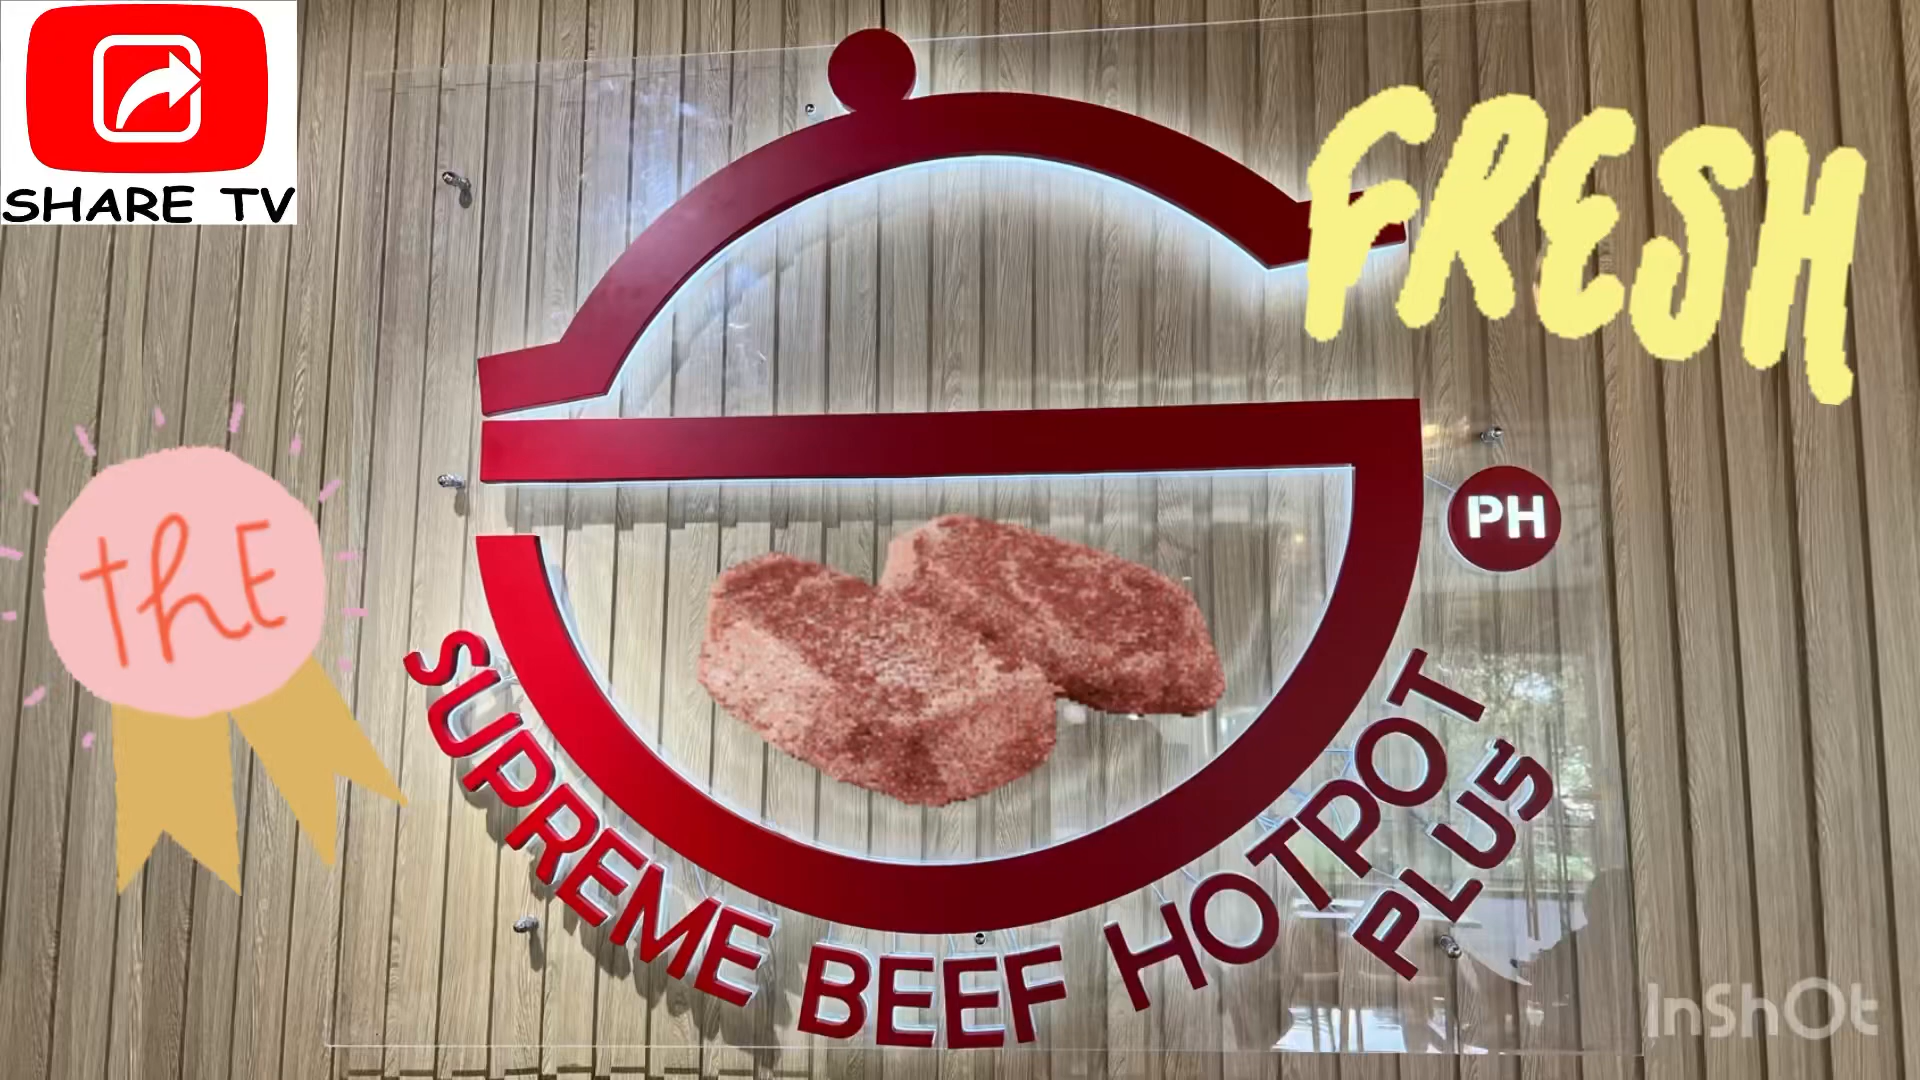 SHARE TV
FRESH
thE
PH
SUPREME BEEF HOTPOT
PLUS
InShOt